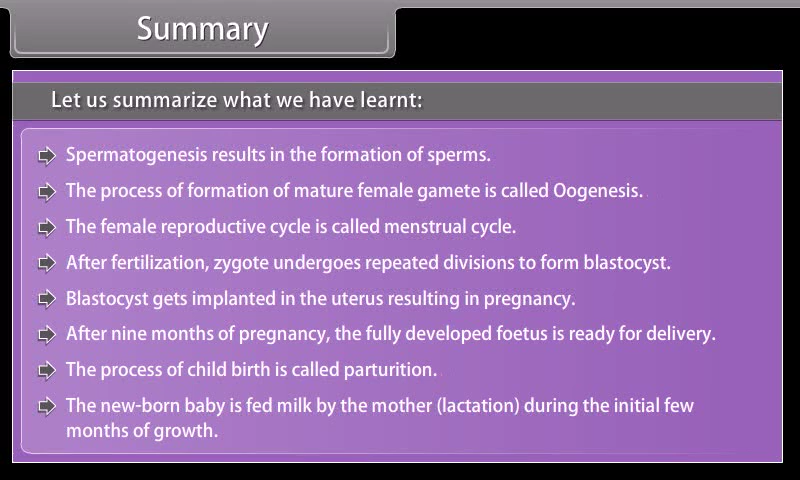 Summary
Let us summarize what we have learnt:
Spermatogenesis results in the formation of sperms.
The process of formation of mature female gamete is called Oogenesis.
The female reproductive cycle is called menstrual cycle.
After fertilization, zygote undergoes repeated divisions to form blastocyst.
Blastocyst gets implanted in the uterus resulting in pregnancy.
After nine months of pregnancy, the fully developed foetus is ready for delivery.
The process of child birth is called parturition.
The new-born baby is fed milk by the mother (lactation) during the initial few
months of growth.